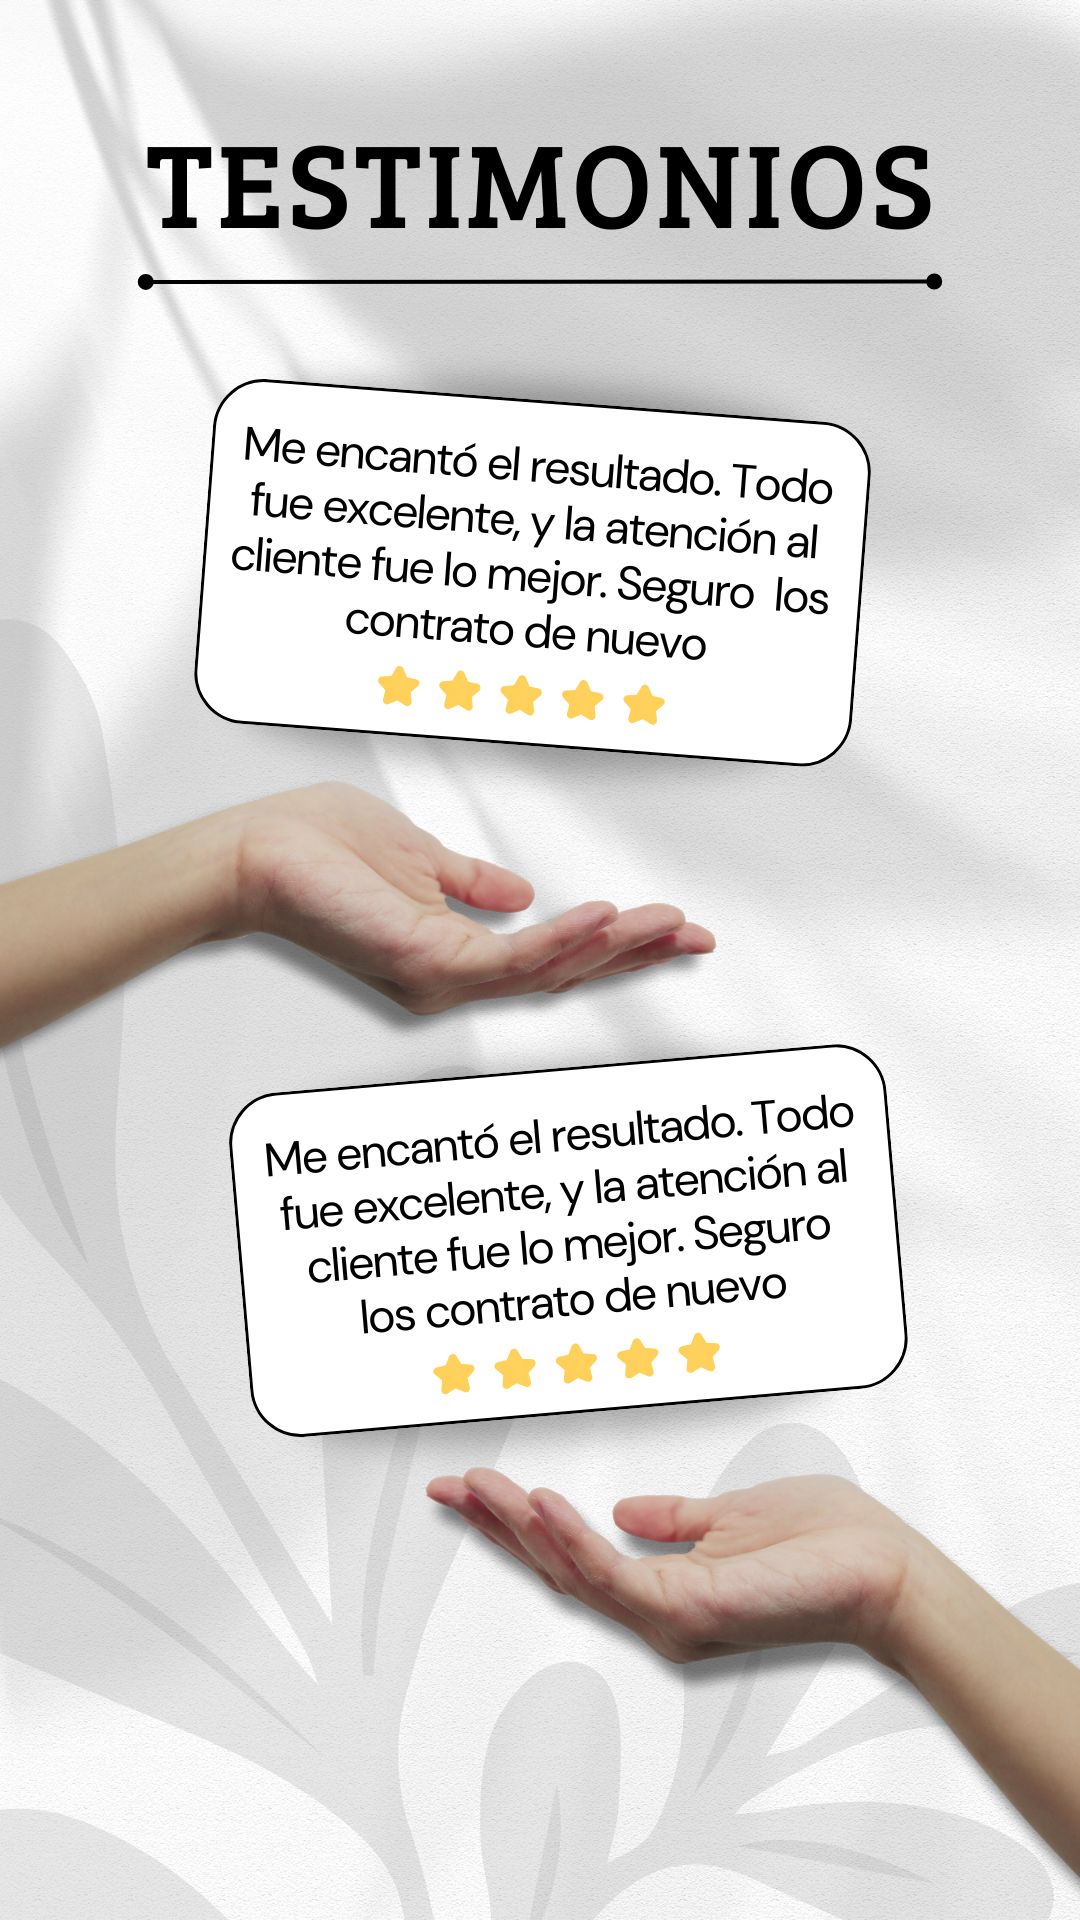 TESTIMONIOS
Me encantó el resultado. Todo
fue excelente, y la atención al
cliente fue lo mejor. Seguro  los
contrato de nuevo
Me encantó el resultado. Todo
fue excelente, y la atención al
cliente fue lo mejor. Seguro
los contrato de nuevo